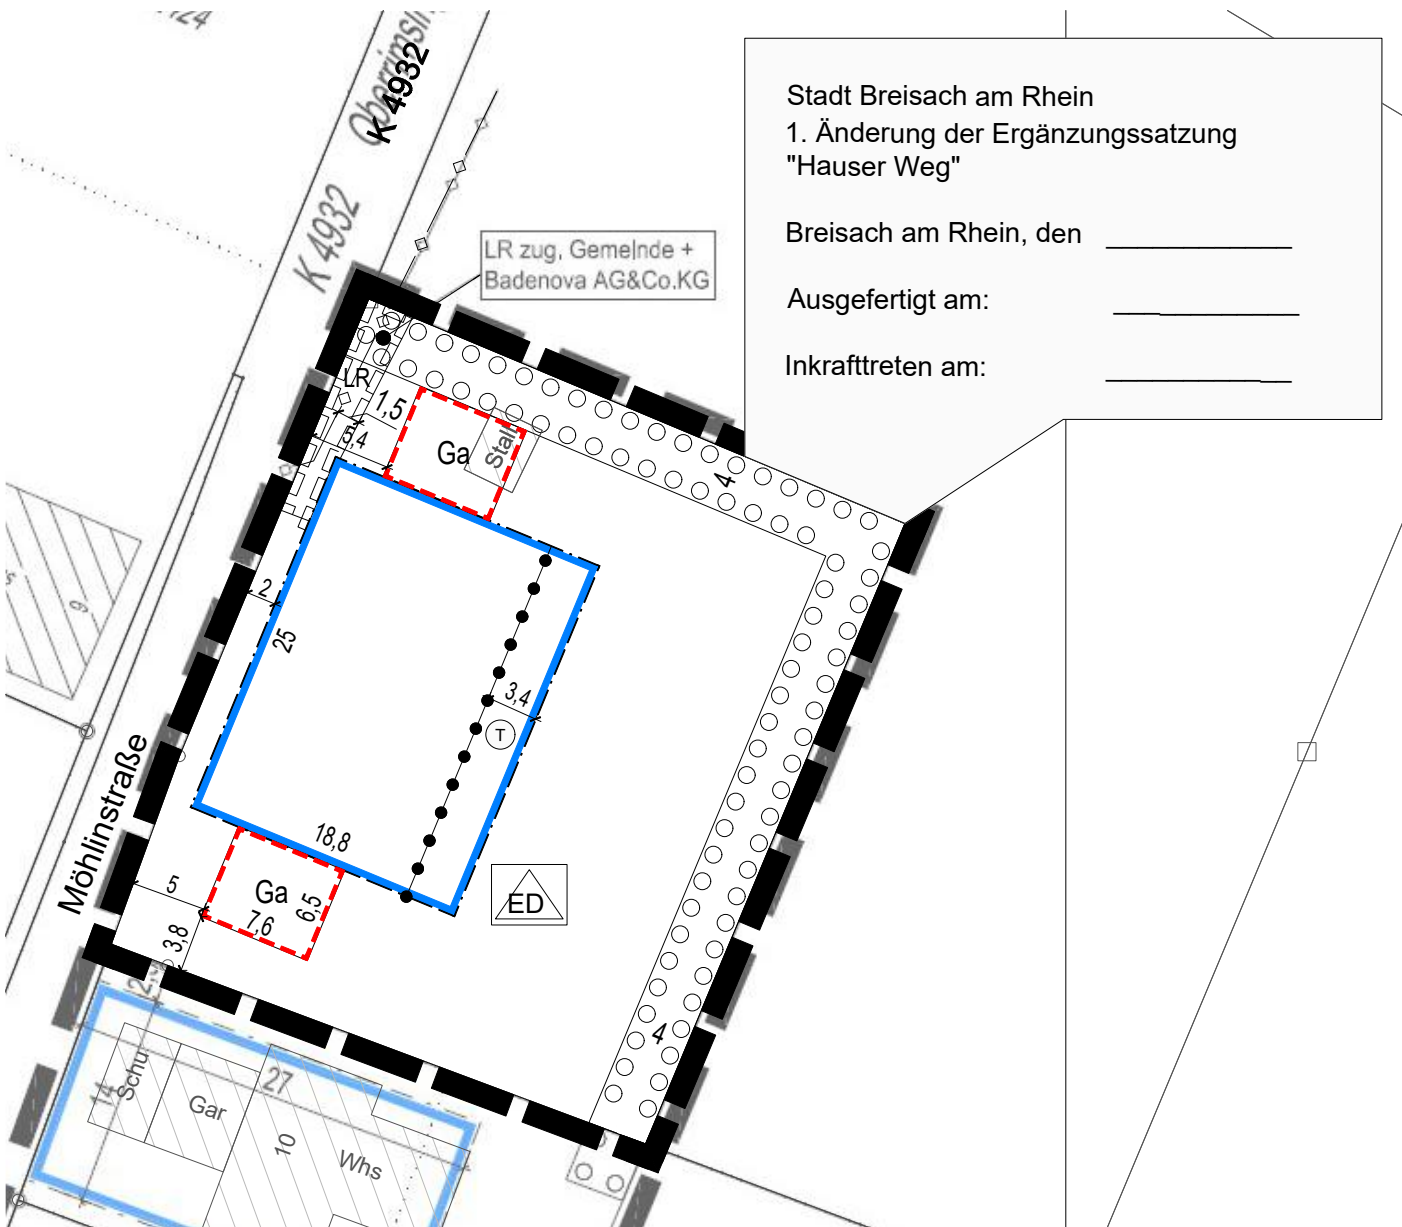 Stadt Breisach am Rhein
1. Änderung der Ergänzungssatzung
"Hauser Weg"
Breisach am Rhein, den
Ausgefertigt am:
Inkrafttreten am:
K 4932
K 4932
LR zug. Gemeinde +
Badenova AG&Co.KG
LR
1,5
5,4
Ga
Stall
4
2
25
3,4
T
18,8
Möhlinstraße
5
Ga
7,6
6,5
3,8
ED
4
9
14
Schu
Gar
27
10
Whs